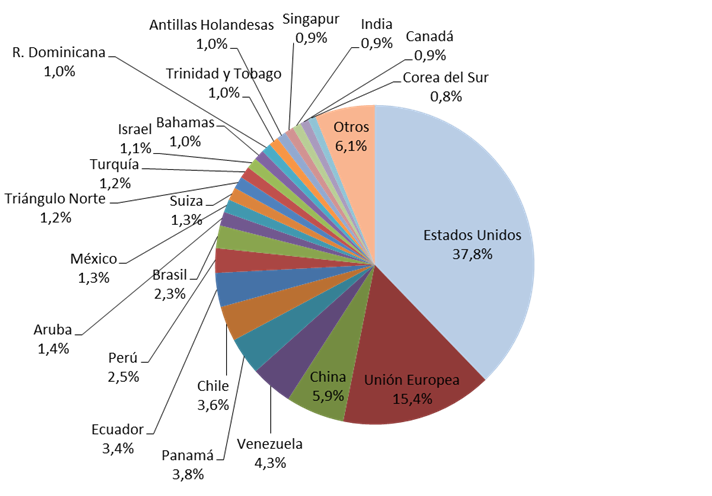 Estados Unidos
37,8%
Unión Europea
15,4%
China
5,9%
Venezuela
4,3%
Panamá
3,8%
Chile
3,6%
Ecuador
3,4%
Perú
2,5%
Brasil
2,3%
Aruba
1,4%
México
1,3%
Suiza
1,3%
Triángulo Norte
1,2%
Turquía
1,2%
Israel
1,1%
Bahamas
1,0%
R. Dominicana
1,0%
Trinidad y Tobago
1,0%
Antillas Holandesas
1,0%
Singapur
0,9%
India
0,9%
Canadá
0,9%
Corea del Sur
0,8%
Otros
6,1%